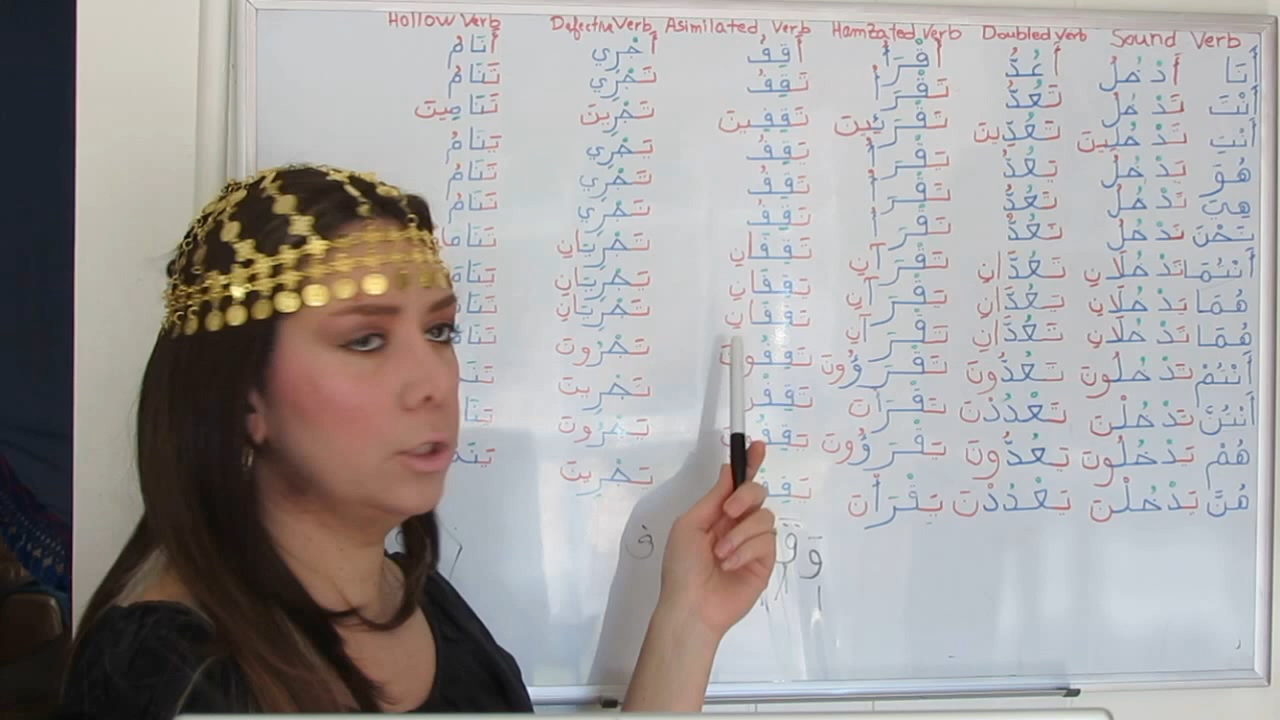 Hollow Verb Defective Verb Asimilated Verb Hamzated Verb Doubled Verb Sound Verb
أَنَا أَدْخُلُ أَعُدُّ أَقْرَأُ أَقِفُ أَجْرِي أَنَامُ
أَنْتَ تَدْخُلُ تَعُدُّ تَقْرَأُ تَقِفُ تَجْرِي تَنَامُ
أَنْتِ تَدْخُلِينَ تَعُدِّينَ تَقْرَئِينَ تَقِفِينَ تَجْرِينَ تَنَامِينَ
هُوَ يَدْخُلُ يَعُدُّ يَقْرَأُ يَقِفُ يَجْرِي يَنَامُ
هِيَ تَدْخُلُ تَعُدُّ تَقْرَأُ تَقِفُ تَجْرِي تَنَامُ
نَحْنُ نَدْخُلُ نَعُدُّ نَقْرَأُ نَقِفُ نَجْرِي نَنَامُ
أَنْتُمَا تَدْخُلَانِ تَعُدَّانِ تَقْرَآنِ تَقِفَانِ تَجْرِيَانِ
هُمَا يَدْخُلَانِ يَعُدَّانِ يَقْرَآنِ يَقِفَانِ يَجْرِيَانِ
هُمَا تَدْخُلَانِ تَعُدَّانِ تَقْرَآنِ تَقِفَانِ تَجْرِيَانِ
أَنْتُمْ تَدْخُلُونَ تَعُدُّونَ تَقْرَؤُونَ تَقِفُونَ تَجْرُونَ
أَنْتُنَّ تَدْخُلْنَ تَعْدُدْنَ تَقْرَأْنَ تَجْرِينَ
هُمْ يَدْخُلُونَ يَعُدُّونَ يَقْرَؤُونَ يَجْرُونَ
هُنَّ يَدْخُلْنَ يَعْدُدْنَ يَقْرَأْنَ يَجْرِينَ